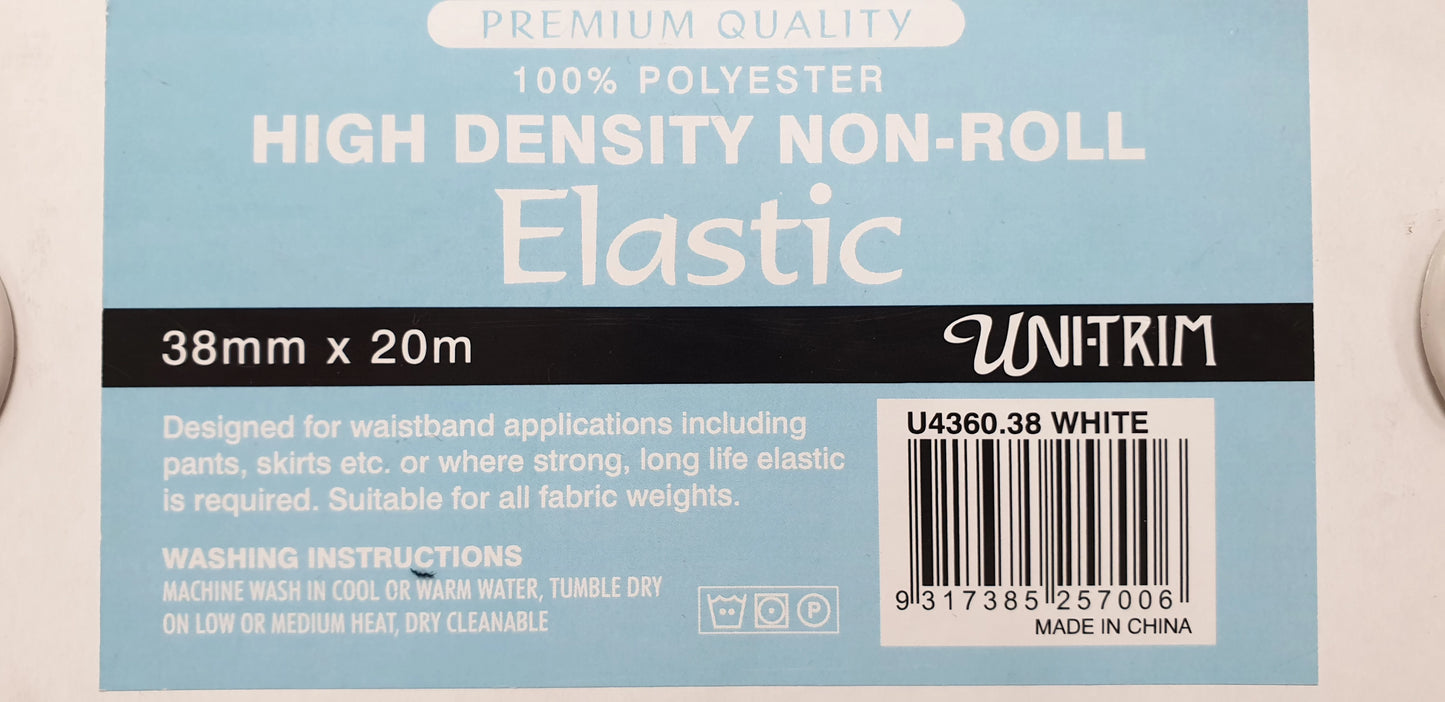 PREMIUM QUALITY
100% POLYESTER
HIGH DENSITY NON-ROLL
Elastic
38mm x 20m
UNI-TRIM
Designed for waistband applications including
pants, skirts etc. or where strong, long life elastic
is required. Suitable for all fabric weights.
WASHING INSTRUCTIONS
MACHINE WASH IN COOL OR WARM WATER, TUMBLE DRY
ON LOW OR MEDIUM HEAT, DRY CLEANABLE
P
U4360.38 WHITE
9 317385 257006
MADE IN CHINA